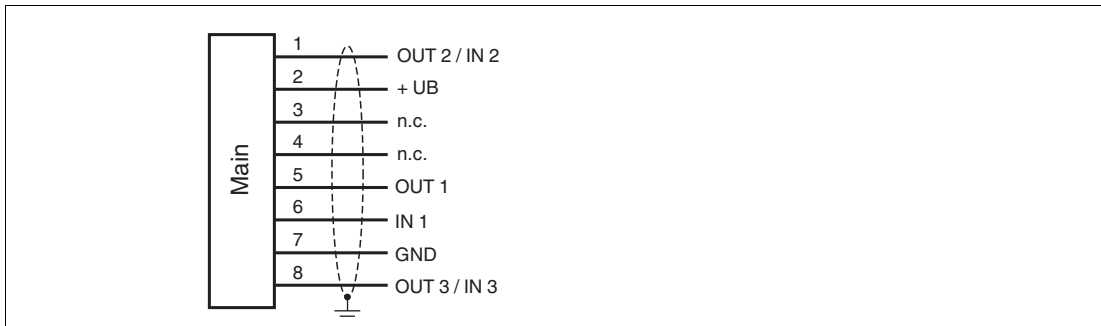 Main
1 OUT 2 / IN 2
2 + UB
3 n.c.
4 n.c.
5 OUT 1
6 IN 1
7 GND
8 OUT 3 / IN 3